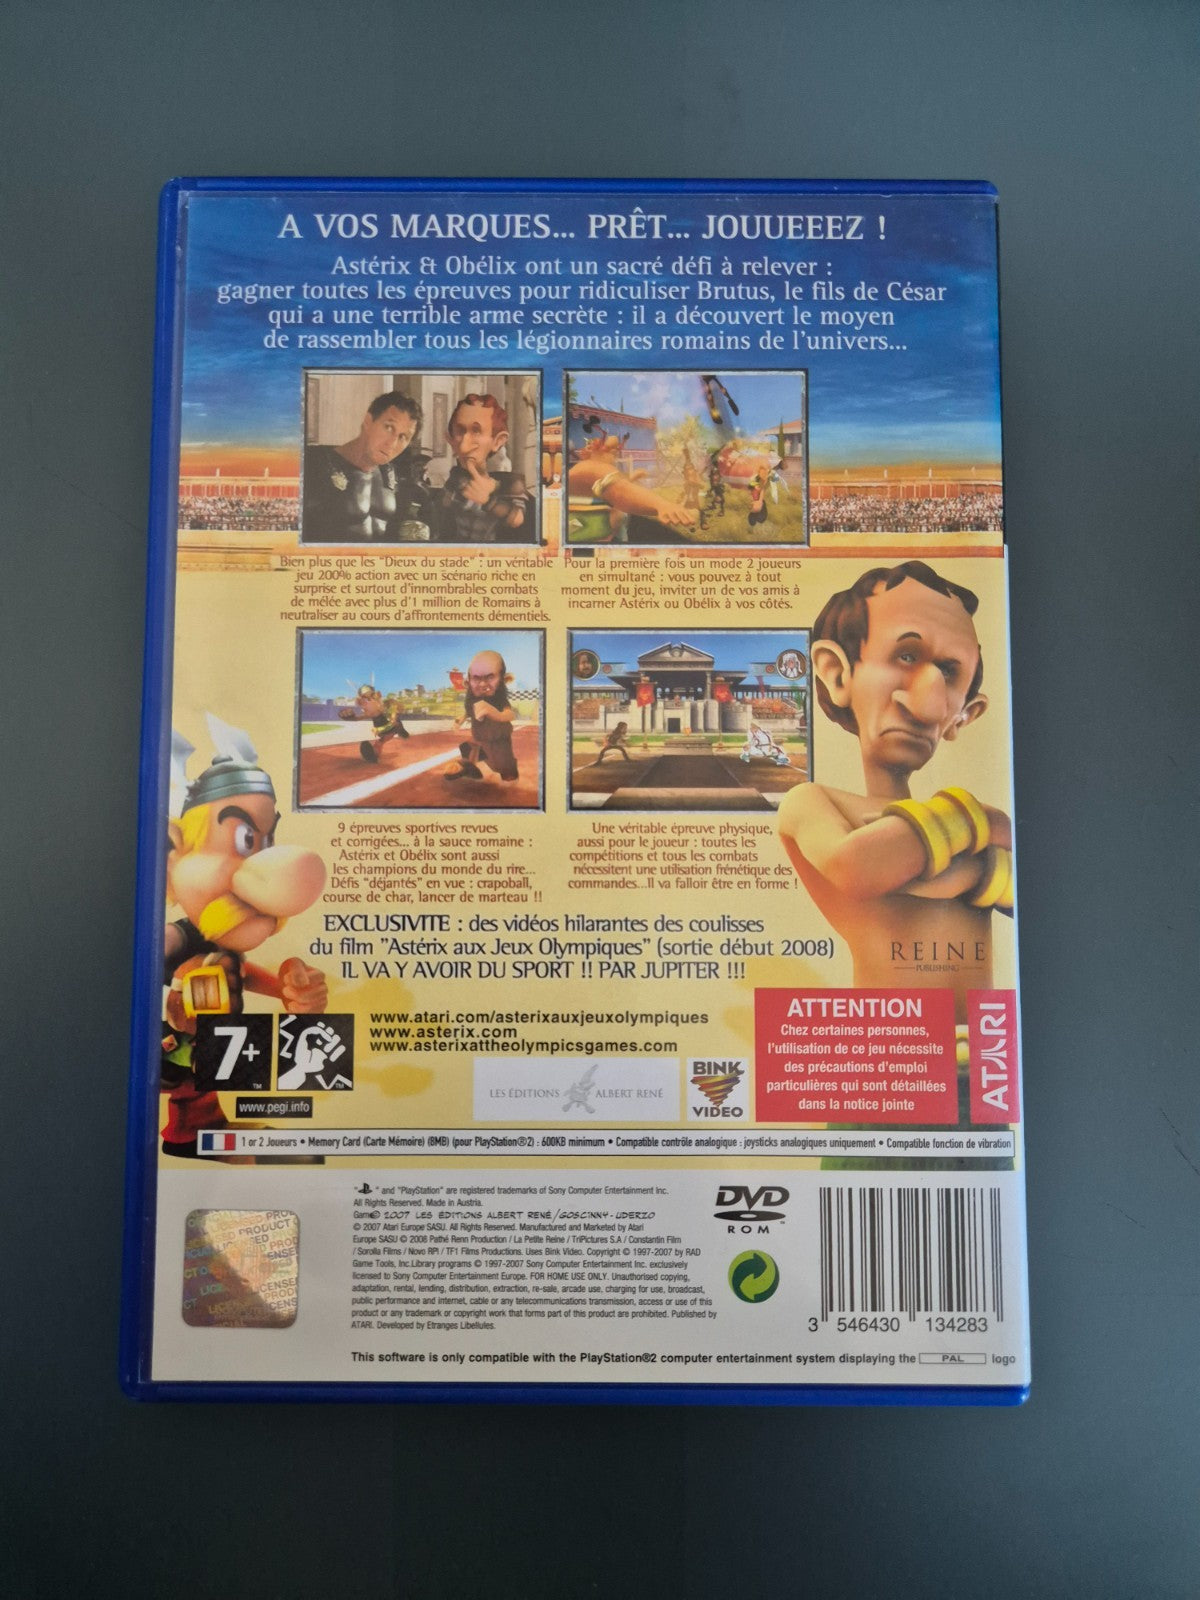 A VOS MARQUES... PRÊT... JOUUEEEZ !
Astérix & Obélix ont un sacré défi à relever :
gagner toutes les épreuves pour ridiculiser Brutus, le fils de César
qui a une terrible arme secrète : il a découvert le moyen
de rassembler tous les légionnaires romains de l'univers...
Bien plus que les "Dieux du stade" : un véritable
jeu 200% action avec un scénario riche en
surprise et surtout d'innombrables combats
de mêlée avec plus d'1 million de Romains à
neutraliser au cours d'affrontements démentiels.
Pour la première fois un mode 2 joueurs
en simultané : vous pouvez à tout
moment du jeu, inviter un de vos amis à
incarner Astérix ou Obélix à vos côtés.
9 épreuves sportives revues
et corrigées... à la sauce romaine :
Astérix et Obélix sont aussi
les champions du monde du rire...
Défis "déjantés" en vue : crapoball,
course de char, lancer de marteau !!
Une véritable épreuve physique,
aussi pour le joueur : toutes les
compétitions et tous les combats
nécessitent une utilisation frénétique des
commandes...Il va falloir être en forme !
EXCLUSIVITE : des vidéos hilarantes des coulisses
du film "Astérix aux Jeux Olympiques" (sortie début 2008)
IL VA Y AVOIR DU SPORT !! PAR JUPITER !!!
REINE
PUBLISHING
7+
TM
TM
www.pegi.info
www.atari.com/asterixauxjeuxolympiques
www.asterix.com
www.asterixattheolympicsgames.com
LES ÉDITIONS ALBERT RENÉ
BINK
VIDEO
ATTENTION
Chez certaines personnes,
l'utilisation de ce jeu nécessite
des précautions d'emploi
particulières qui sont détaillées
dans la notice jointe
ATARI
1 or 2 Joueurs • Memory Card (Carte Mémoire) (8MB) (pour PlayStation®2) : 600KB minimum • Compatible contrôle analogique : joysticks analogiques uniquement • Compatible fonction de vibration
" " and "PlayStation" are registered trademarks of Sony Computer Entertainment Inc.
All Rights Reserved. Made in Austria.
Game© 2007 LES EDITIONS ALBERT RENÉ/GOSCINNY-UDERZO
© 2007 Atari Europe SASU. All Rights Reserved. Manufactured and Marketed by Atari
Europe SASU © 2006 Pathé Renn Production / La Petite Reine / TriPictures S.A / Constantin Film
/ Sorolla Films / Novo RPI / TF1 Films Productions. Uses Bink Video. Copyright © 1997-2007 by RAD
Game Tools, Inc.Library programs © 1997-2007 Sony Computer Entertainment Inc. exclusively
licensed to Sony Computer Entertainment Europe. FOR HOME USE ONLY. Unauthorised copying,
adaptation, rental, lending, distribution, extraction, re-sale, arcade use, charging for use, broadcast,
public performance and internet, cable or any telecommunications transmission, access or use of this
product or any trademark or copyright work that forms part of this product are prohibited. Published by
ATARI. Developed by Etranges Libellules.
DVD
ROM
3 546430 134283
This software is only compatible with the PlayStation®2 computer entertainment system displaying the PAL logo